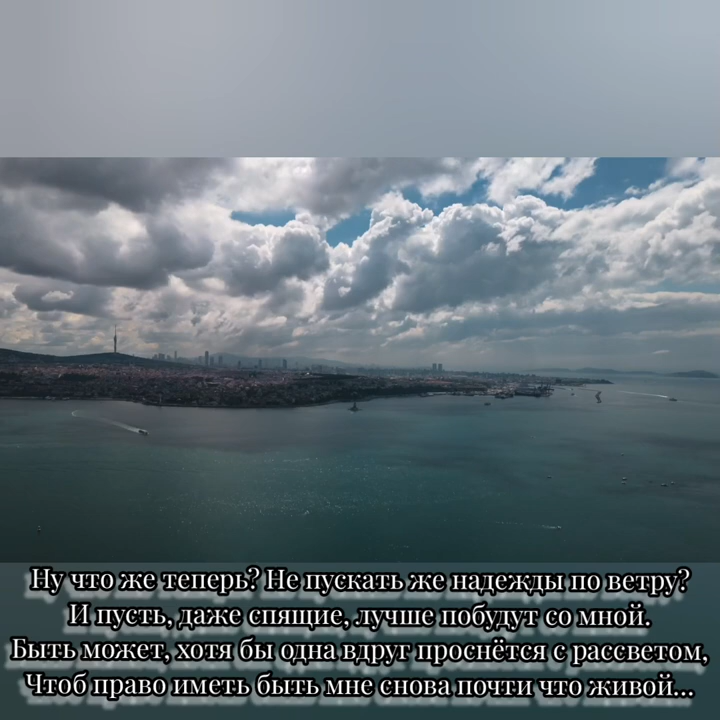 Ну что же теперь? Не пускать же надежды по ветру?
И пусть, даже спящие, лучше побудут со мной.
Быть может, хотя бы одна вдруг проснётся с рассветом,
Чтоб право иметь быть мне снова почти что живой...